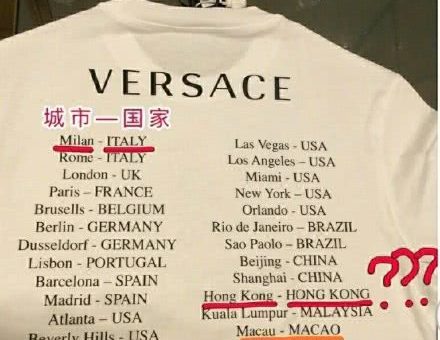 VERSACE
城市—国家
Milan - ITALY
Rome - ITALY
London - UK
Paris – FRANCE
Brusells - BELGIUM
Berlin - GERMANY
Dusseldorf - GERMANY
Lisbon - PORTUGAL
Barcelona – SPAIN
Madrid - SPAIN
Atlanta – USA
Beverly Hills - USA
Las Vegas - USA
Los Angeles – USA
Miami - USA
New York – USA
Orlando - USA
Rio de Janeiro – BRAZIL
Sao Paolo – BRAZIL
Beijing - CHINA
Shanghai - CHINA
Hong Kong - HONG KONG
???
Kuala Lumpur - MALAYSIA
Macau - MACAO